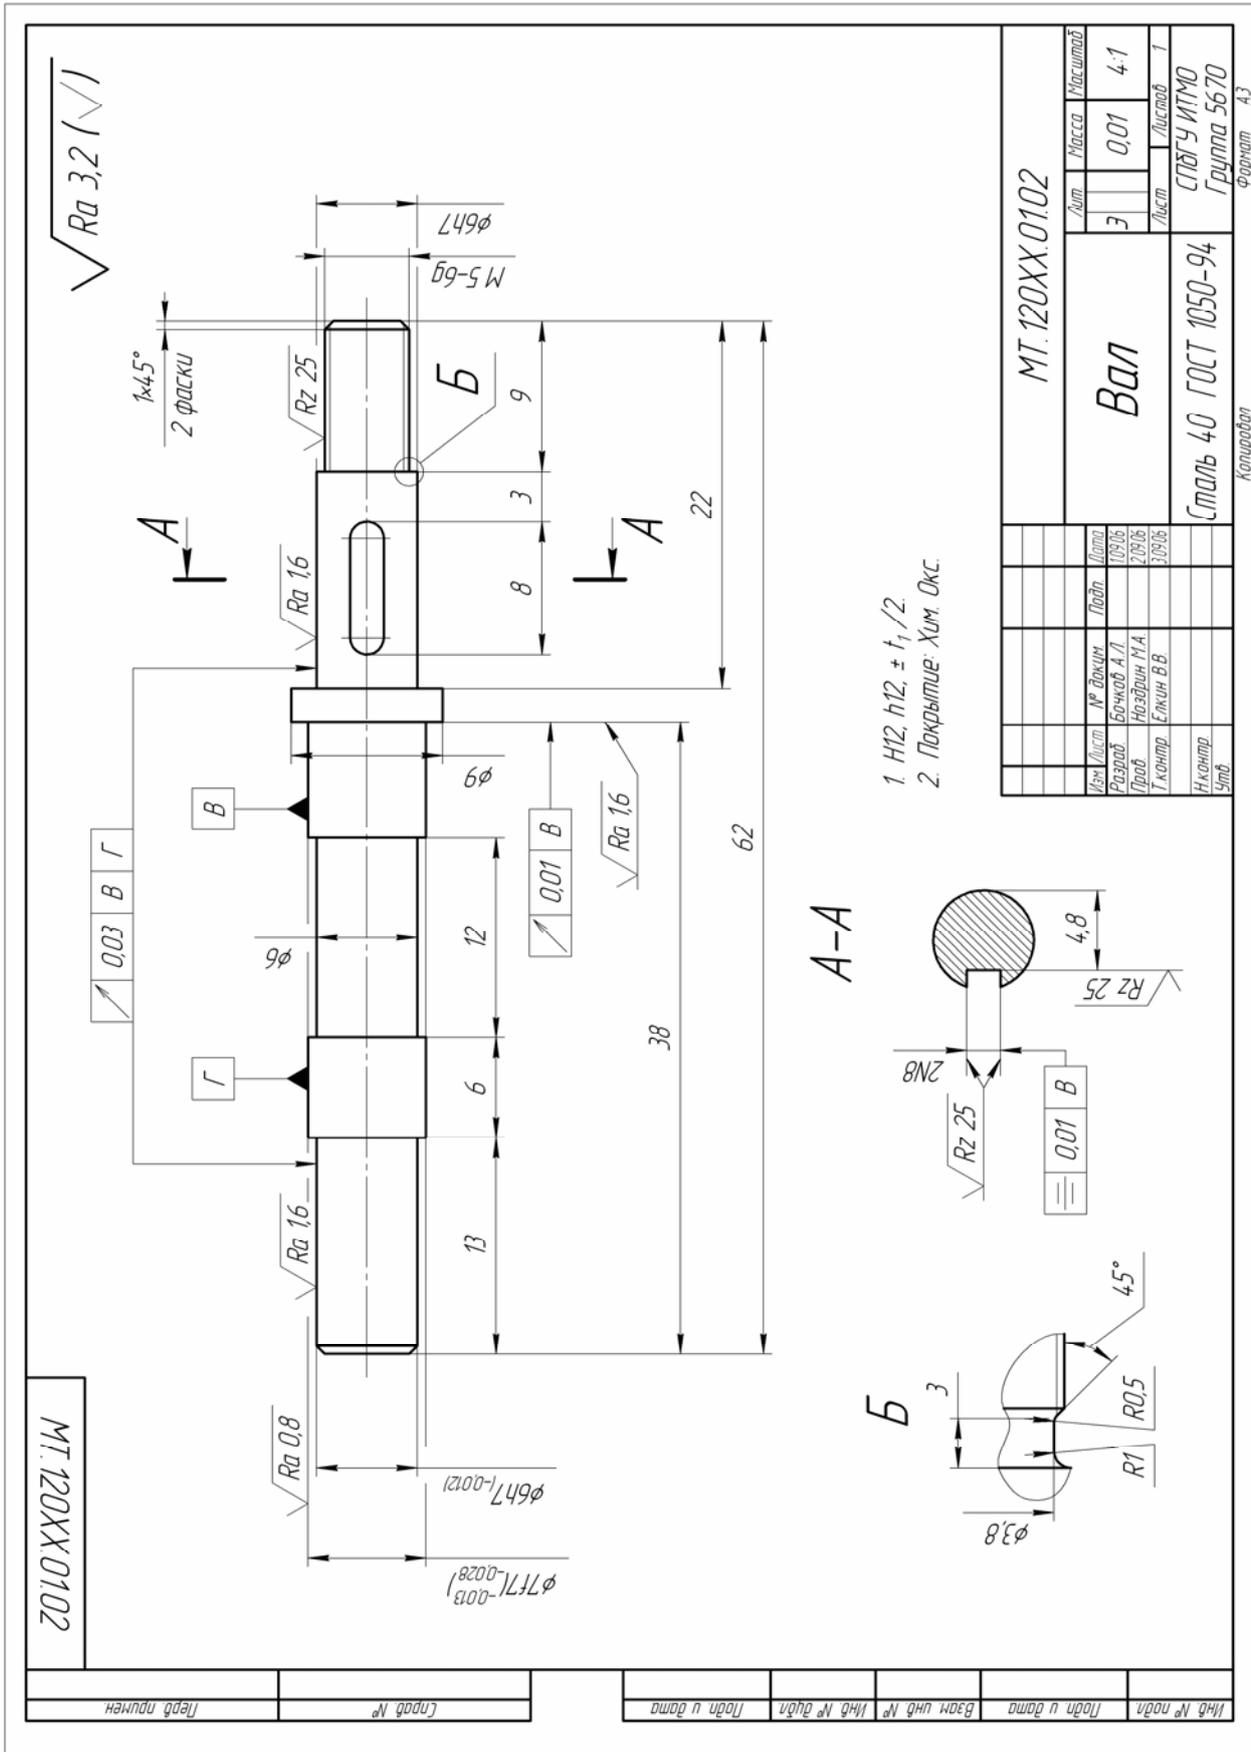 МТ.120XX.01.02
Ra 3,2 (√)
1x45°
2 фаски
Rz 25
Б
ø6h7
М 5-6g
А
А
Ra 1,6
0,03 В Г
В
Г
Ra 1,6
Ra 0,8
ø6
ø9
0,01 В
Ra 1,6
ø6h7(-0,012)
ø7f7(-0,013
-0,028)
13
6
12
8
3
9
22
38
62
Б
3
ø3,8
R1
R0,5
45°
А-А
2N8
Rz 25
0,01 В
4,8
Rz 25
1. H12, h12, ± t₁ /2.
2. Покрытие: Хим. Окс.
МТ.120XX.01.02
Вал
Сталь 40 ГОСТ 1050-94
Лит. Масса Масштаб
Э 0,01 4:1
Лист Листов 1
СПбГУ ИТМО
Группа 5670
Изм. Лист № докум. Подп. Дата
Разраб. Бочков А.Л. 1.09.06
Пров. Ноздрин М.А. 2.09.06
Т.контр. Елкин В.В. 3.09.06
Н.контр.
Утв.
Копировал Формат А3
Перв. примен.
Справ. №
Подп. и дата
Инв. № дубл.
Взам. инв. №
Подп. и дата
Инв. № подл.